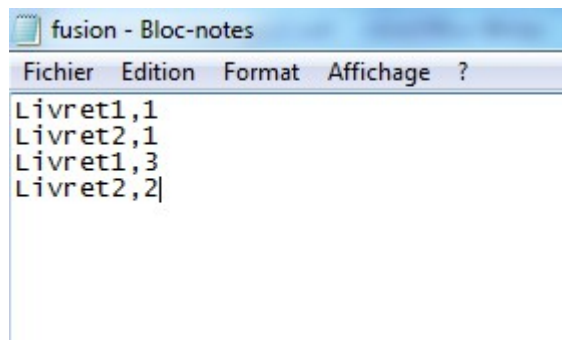 fusion - Bloc-notes
Fichier Edition Format Affichage ?
Livret1,1
Livret2,1
Livret1,3
Livret2,2